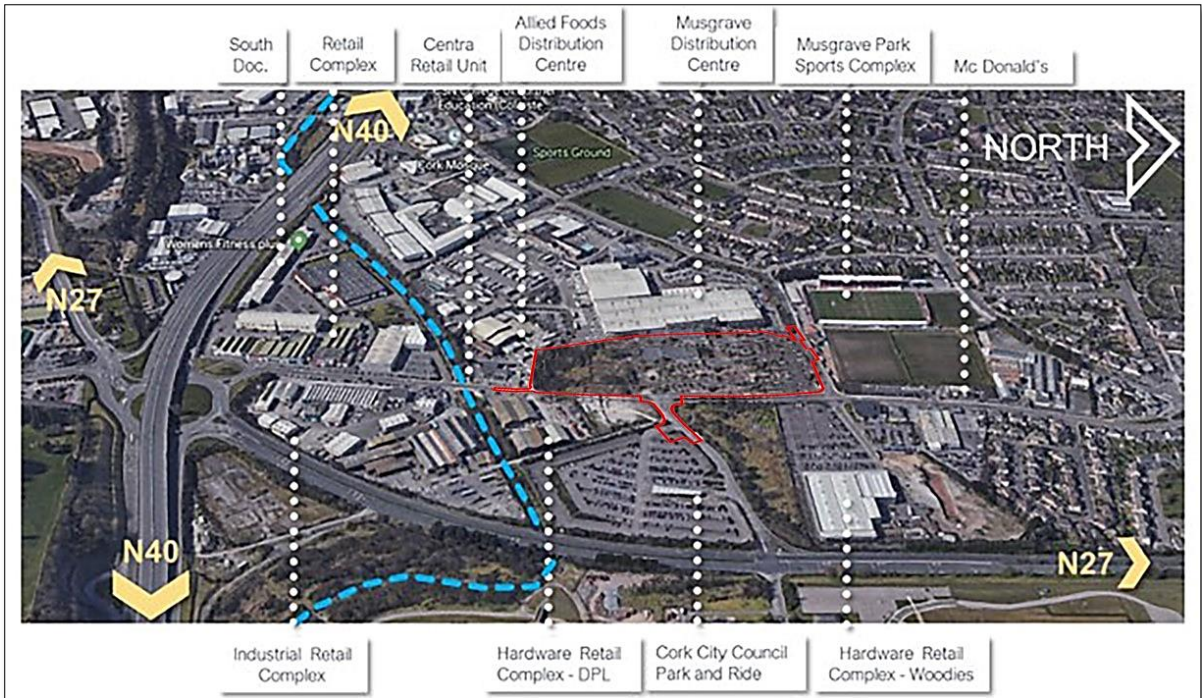 South
Doc.
Retail
Complex
Centra
Retail Unit
Allied Foods
Distribution
Centre
Musgrave
Distribution
Centre
Musgrave Park
Sports Complex
Mc Donald's
N40
Sports Ground
Cork Mosque
NORTH
Womens Fitness plus
N27
N40
N27
Industrial Retail
Complex
Hardware Retail
Complex - DPL
Cork City Council
Park and Ride
Hardware Retail
Complex - Woodies